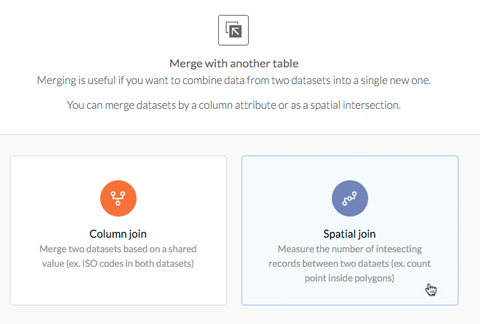 Merge with another table
Merging is useful if you want to combine data from two datasets into a single new one.
You can merge datasets by a column attribute or as a spatial intersection.
Column join
Merge two datasets based on a shared
value (ex. ISO codes in both datasets)
Spatial join
Measure the number of intesecting
records between two dataets (ex. count
point inside polygons)